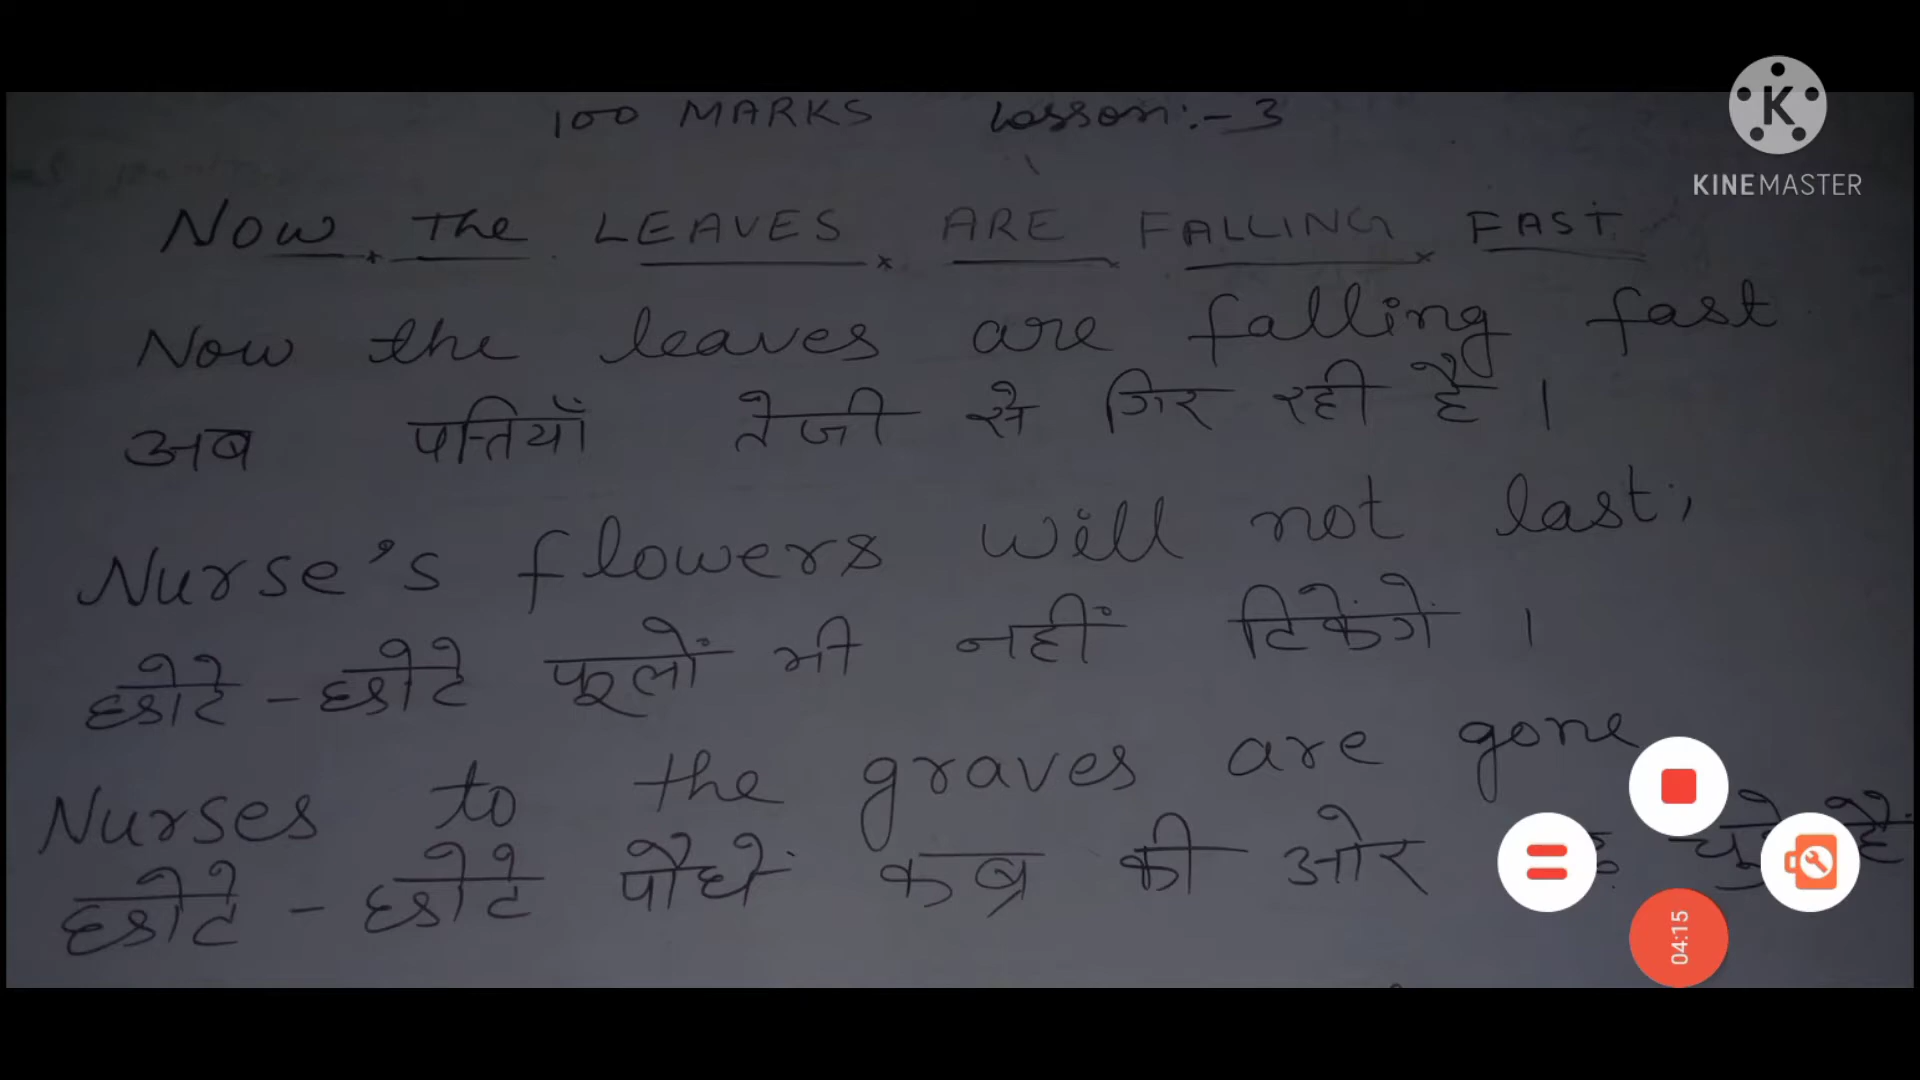 100 MARKS Lesson:- 3
KINEMASTER
NOW The LEAVES ARE FALLING FAST
Now the leaves are falling fast
अब पत्तियाँ तेजी से गिर रही है ।
Nurse's flowers will not last,
छोटे - छोटे फूलों भी नहीं टिकेंगें ।
Nurses to the graves are gone
छोटे - छोटे पौधें कब्र की ओर
04:15